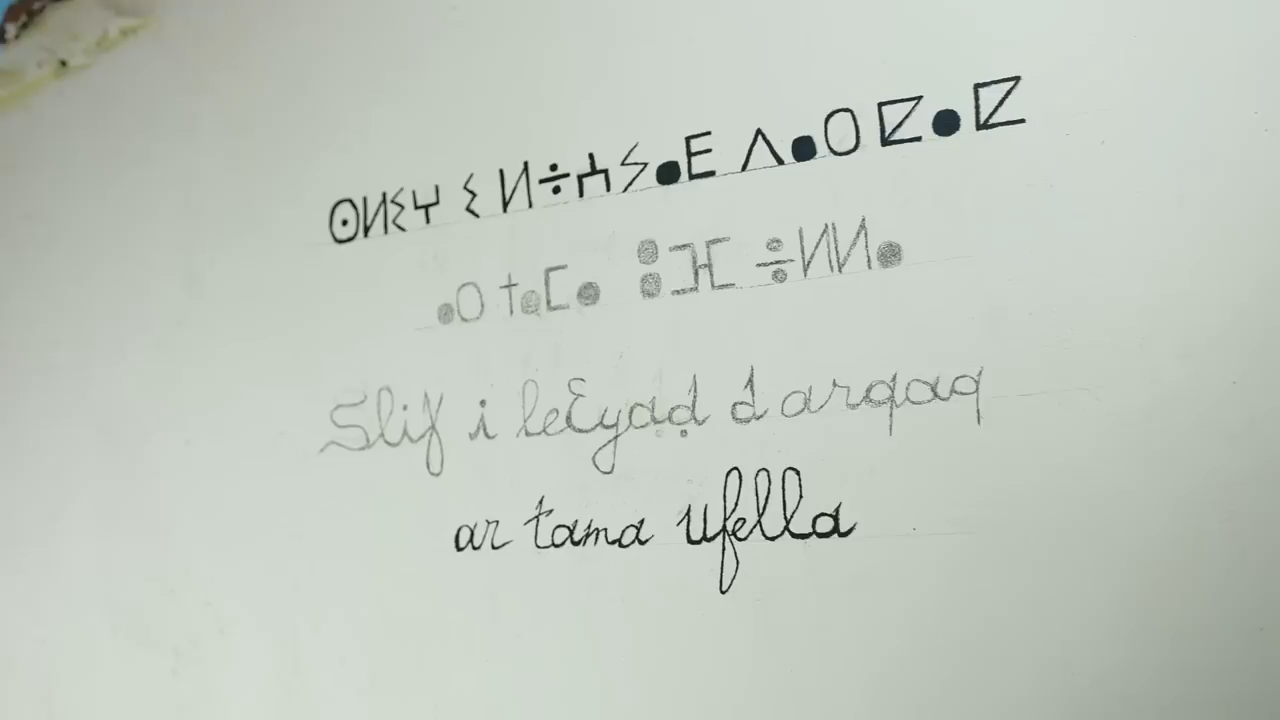 ⵙⵍⵉⵖ ⵉ ⵍⴻⵄⵢⴰⴹ ⴷ ⴰⵔⵇⴰⵇ
ⴰⵔ ⵜⴰⵎⴰ ⵓⴼⴻⵍⵍⴰ
Sliɣ i leɛyaḍ d arqaq
ar tama ufella